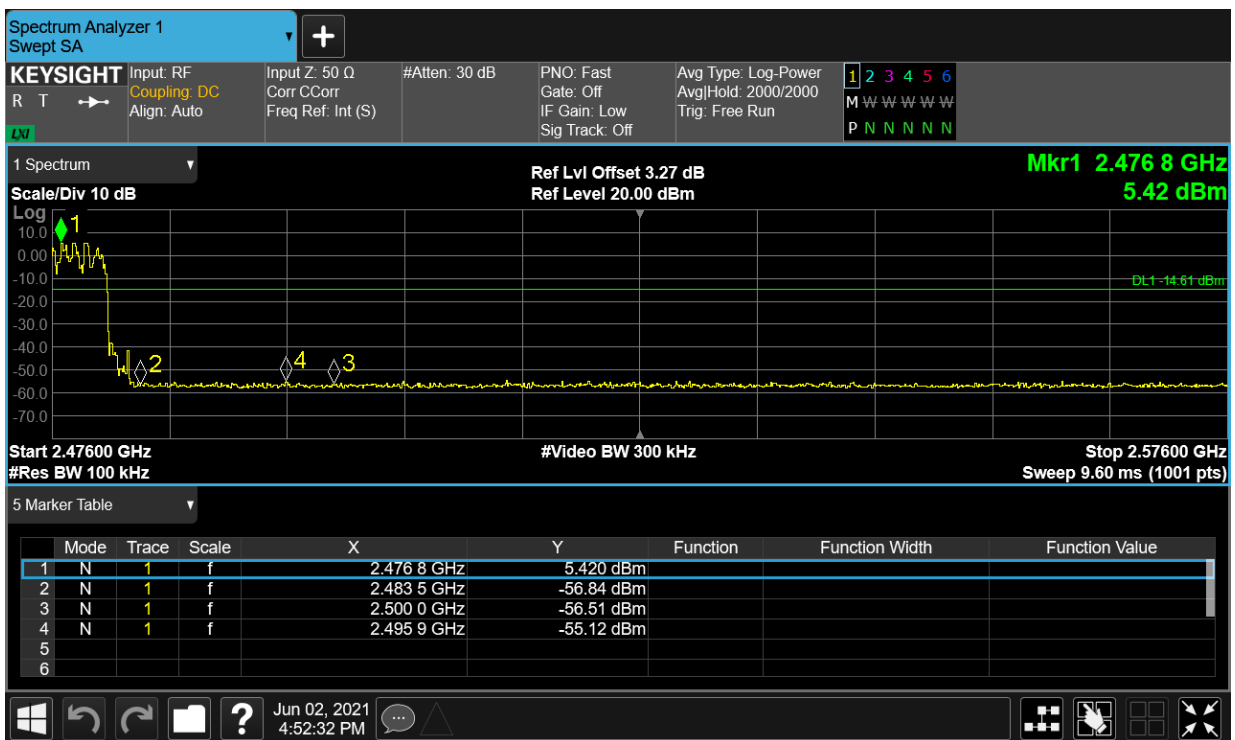 Spectrum Analyzer 1
Swept SA
KEYSIGHT Input: RF Input Z: 50 Ω #Atten: 30 dB PNO: Fast Avg Type: Log-Power 1 2 3 4 5 6
R T Coupling: DC Corr CCorr Gate: Off Avg|Hold: 2000/2000 M W W W W W
Align: Auto Freq Ref: Int (S) IF Gain: Low Trig: Free Run
LXI Sig Track: Off P N N N N N
1 Spectrum Ref Lvl Offset 3.27 dB Mkr1 2.476 8 GHz
Scale/Div 10 dB Ref Level 20.00 dBm 5.42 dBm
Log
1
10.0
0.00
-10.0
DL1 -14.61 dBm
-20.0
-30.0
-40.0
2 4 3
-50.0
-60.0
-70.0
Start 2.47600 GHz #Video BW 300 kHz Stop 2.57600 GHz
#Res BW 100 kHz Sweep 9.60 ms (1001 pts)
5 Marker Table
Mode Trace Scale X Y Function Function Width Function Value
1 N 1 f 2.476 8 GHz 5.420 dBm
2 N 1 f 2.483 5 GHz -56.84 dBm
3 N 1 f 2.500 0 GHz -56.51 dBm
4 N 1 f 2.495 9 GHz -55.12 dBm
5
6
? Jun 02, 2021
4:52:32 PM